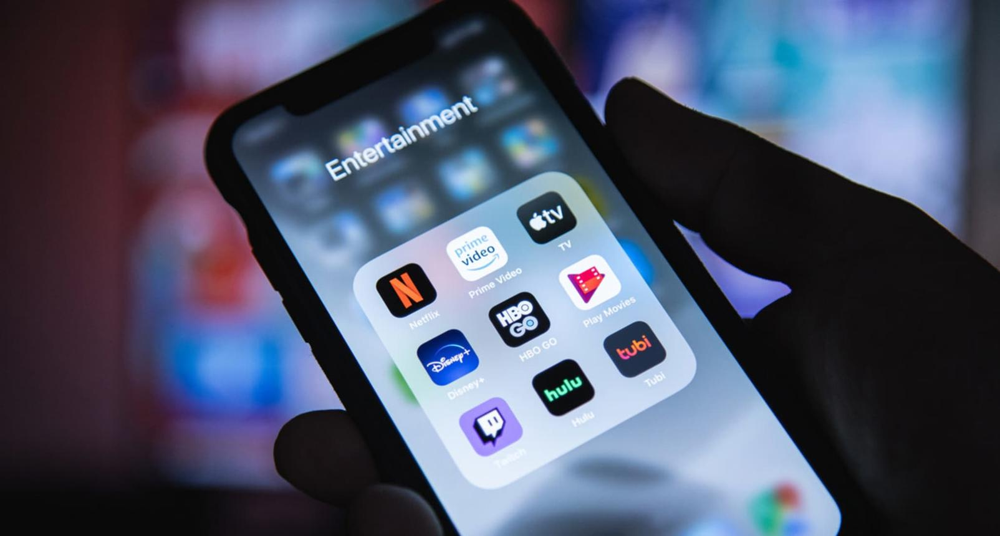 Entertainment
N
Netflix
prime
video
Prime Video
tv
TV
Disney+
Disney+
HBO
GO
HBO GO
Play Movies
Twitch
hulu
Hulu
tubi
Tubi